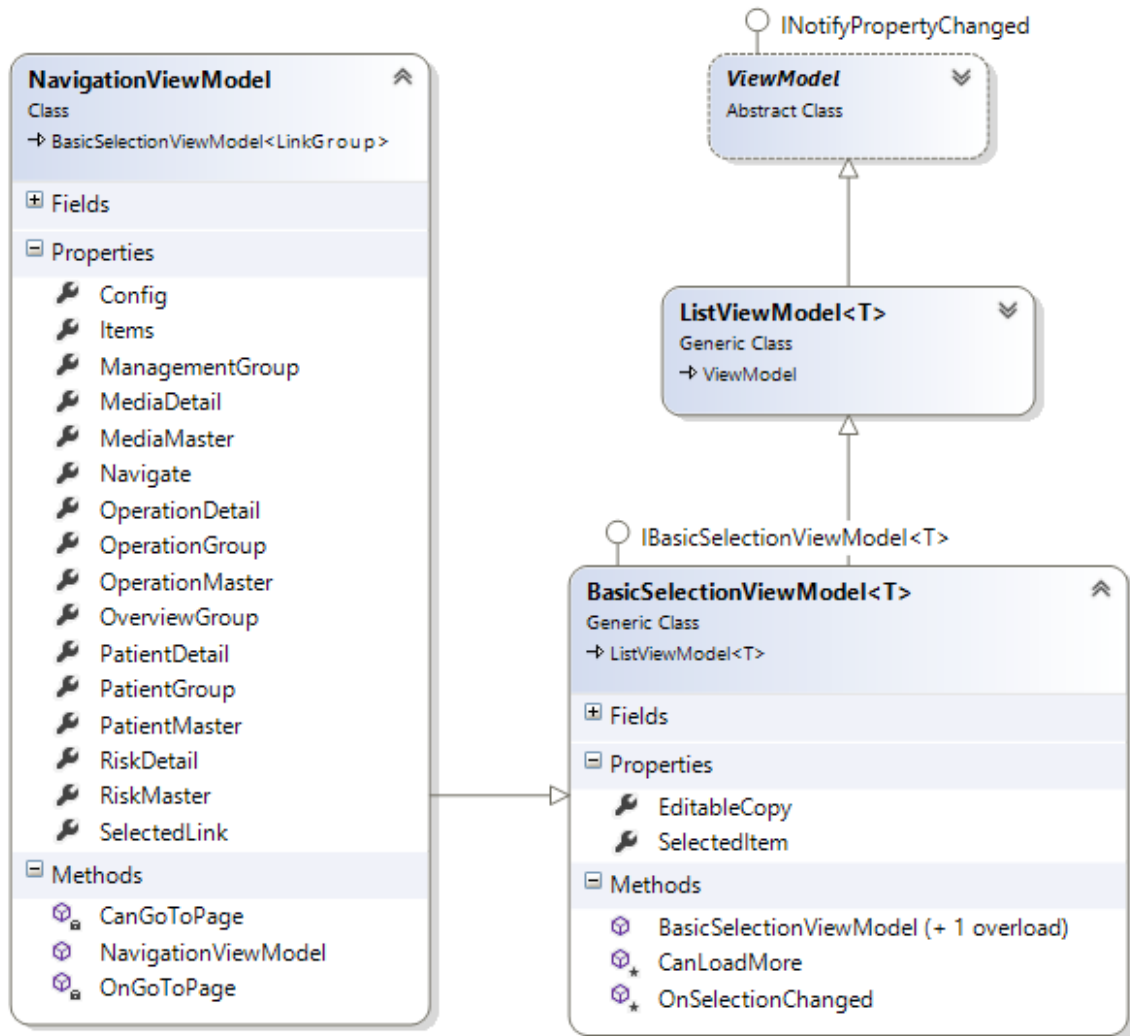 NavigationViewModel
Class
BasicSelectionViewModel<LinkGroup>
Fields
Properties
Config
Items
ManagementGroup
MediaDetail
MediaMaster
Navigate
OperationDetail
OperationGroup
OperationMaster
OverviewGroup
PatientDetail
PatientGroup
PatientMaster
RiskDetail
RiskMaster
SelectedLink
Methods
CanGoToPage
NavigationViewModel
OnGoToPage
INotifyPropertyChanged
ViewModel
Abstract Class
ListViewModel<T>
Generic Class
ViewModel
IBasicSelectionViewModel<T>
BasicSelectionViewModel<T>
Generic Class
ListViewModel<T>
Fields
Properties
EditableCopy
SelectedItem
Methods
BasicSelectionViewModel (+ 1 overload)
CanLoadMore
OnSelectionChanged